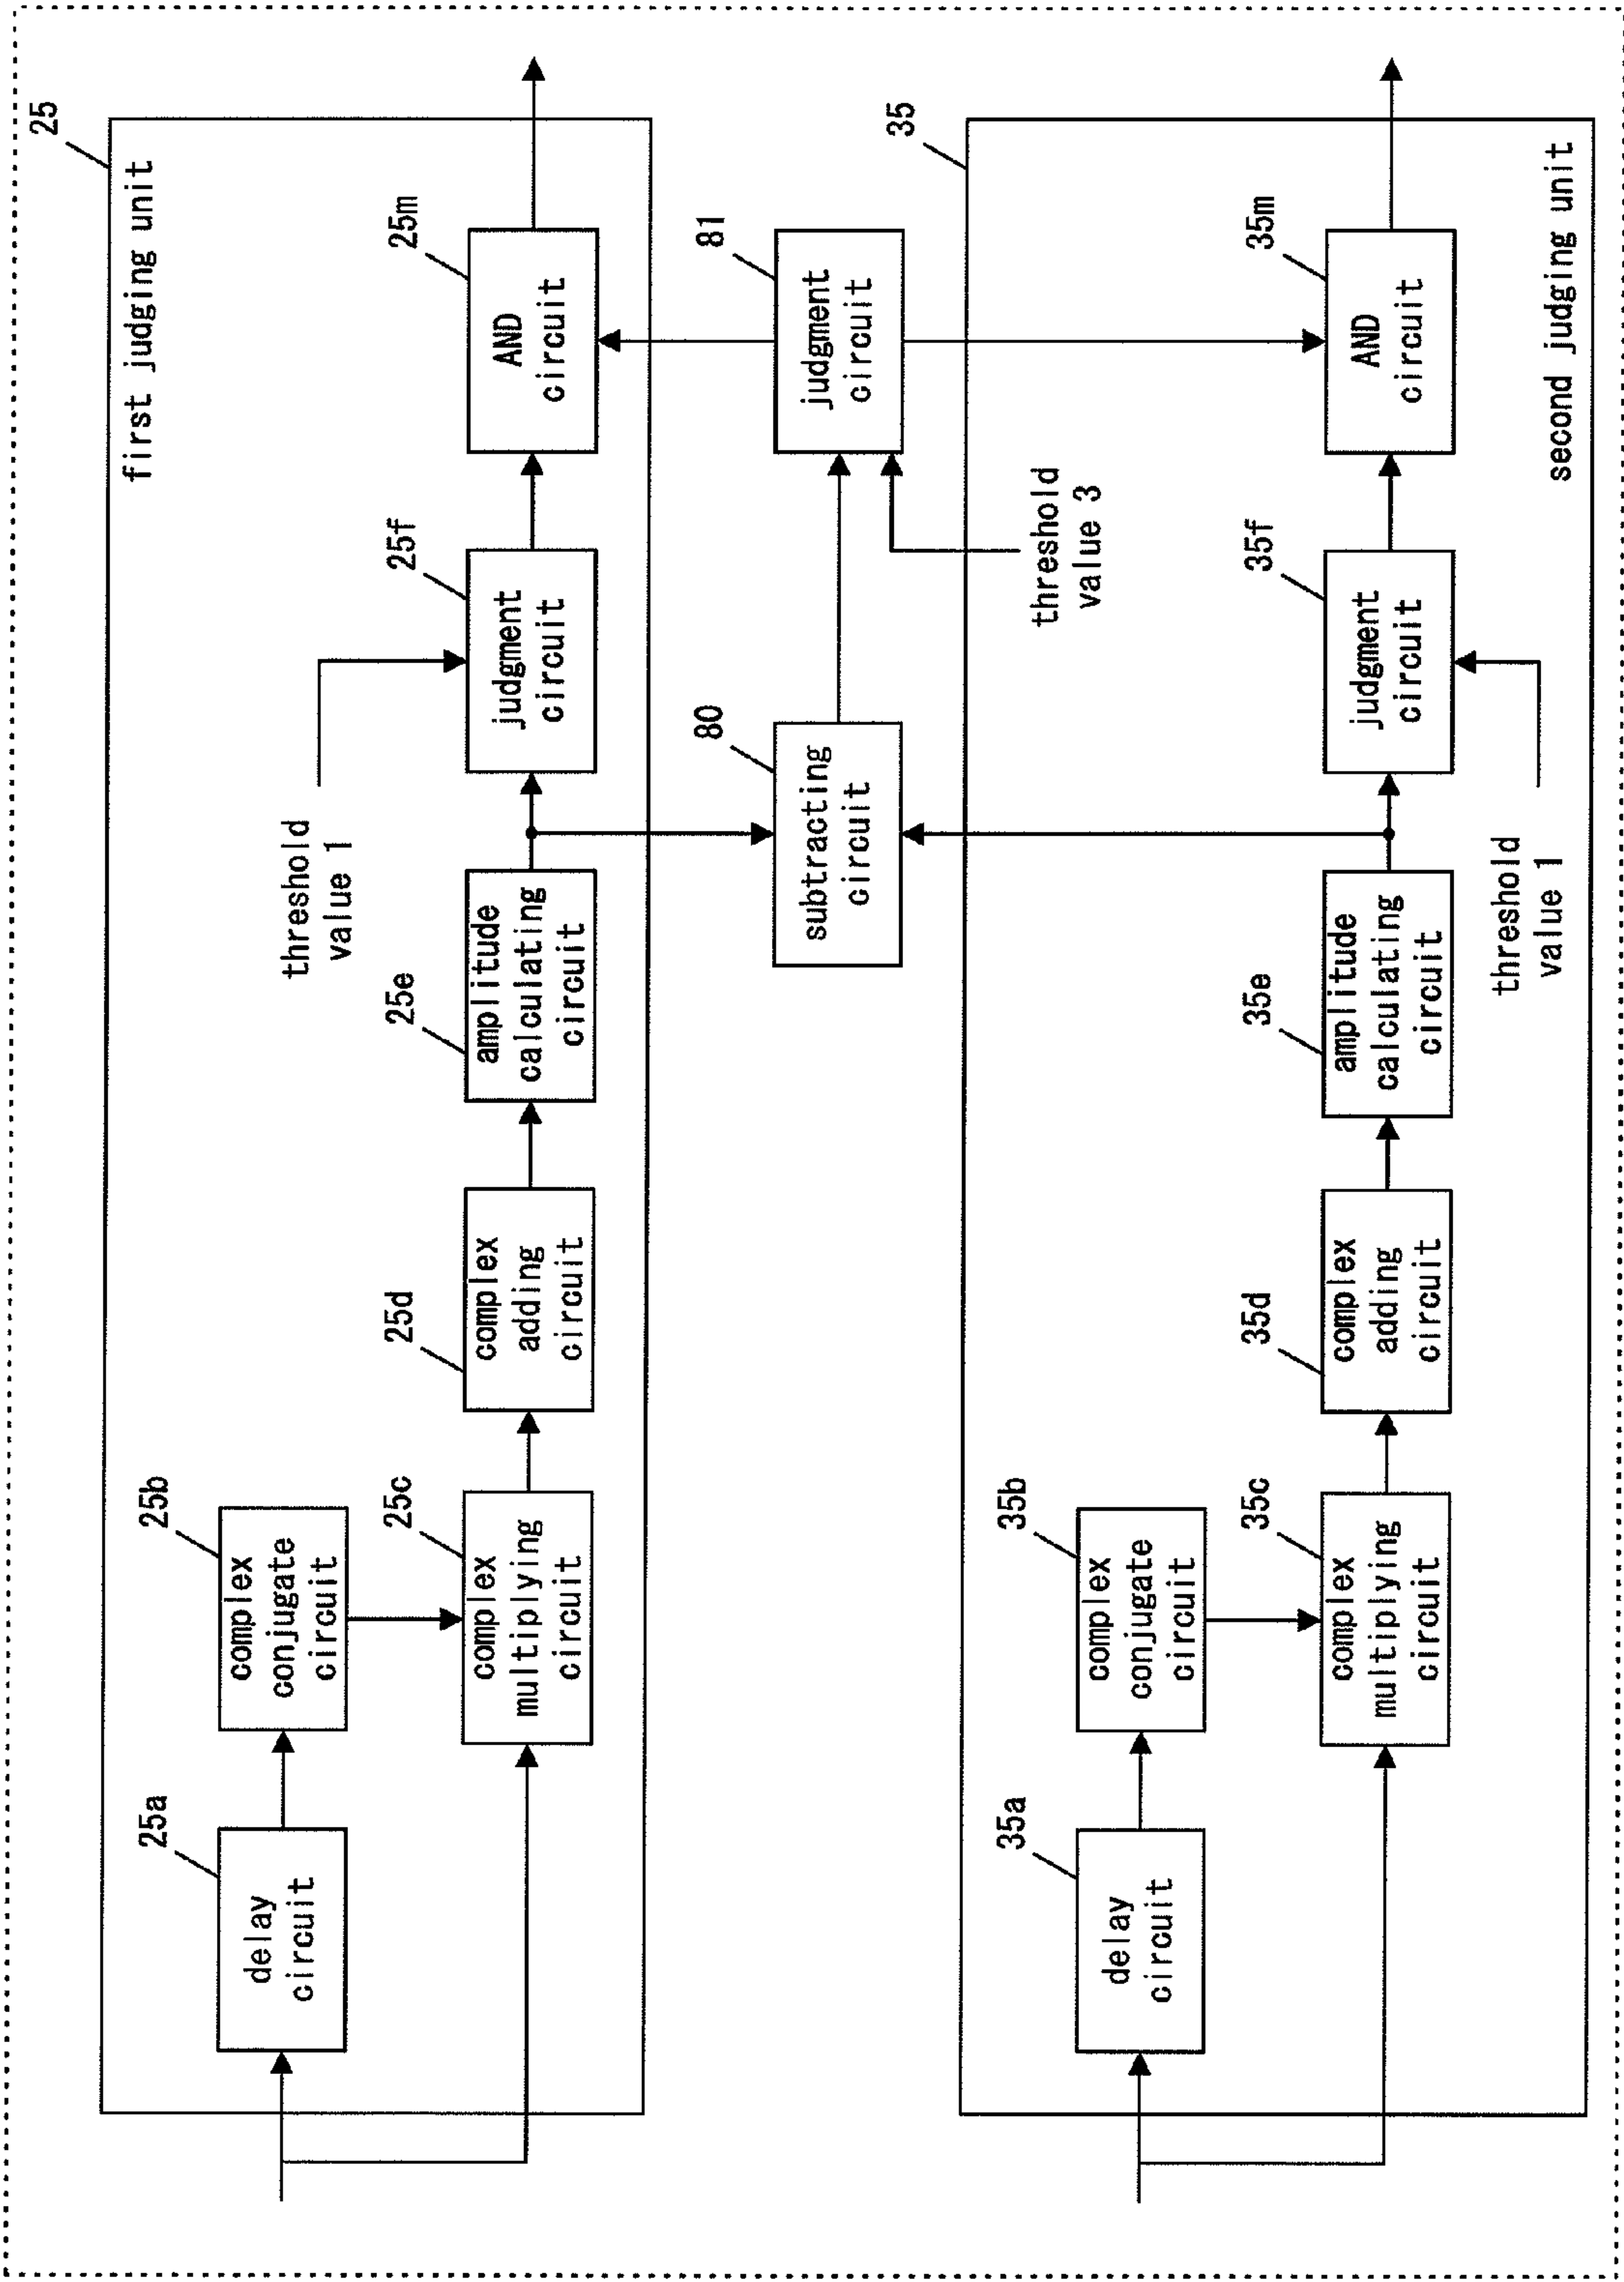 25
first judging unit
25a
delay
circuit
25b
complex
conjugate
circuit
25c
complex
multiplying
circuit
25d
complex
adding
circuit
25e
amplitude
calculating
circuit
threshold
value 1
25f
judgment
circuit
25m
AND
circuit
80
subtracting
circuit
81
judgment
circuit
threshold
value 3
35
35a
delay
circuit
35b
complex
conjugate
circuit
35c
complex
multiplying
circuit
35d
complex
adding
circuit
35e
amplitude
calculating
circuit
threshold
value 1
35f
judgment
circuit
35m
AND
circuit
second judging unit